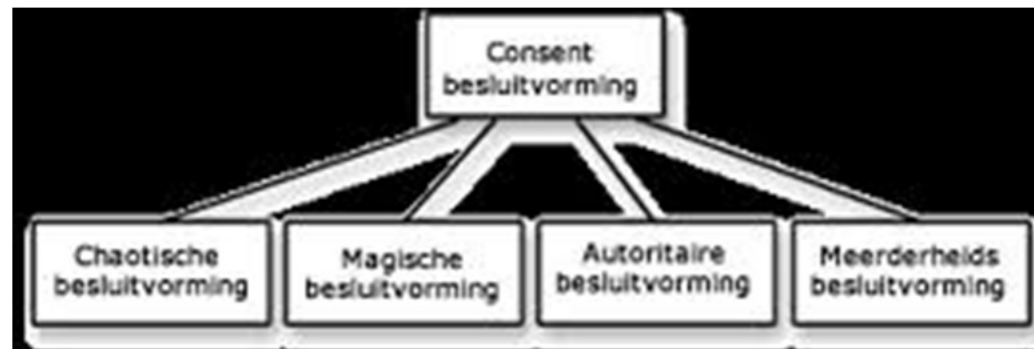 Consent
besluitvorming
Chaotische
besluitvorming
Magische
besluitvorming
Autoritaire
besluitvorming
Meerderheids
besluitvorming